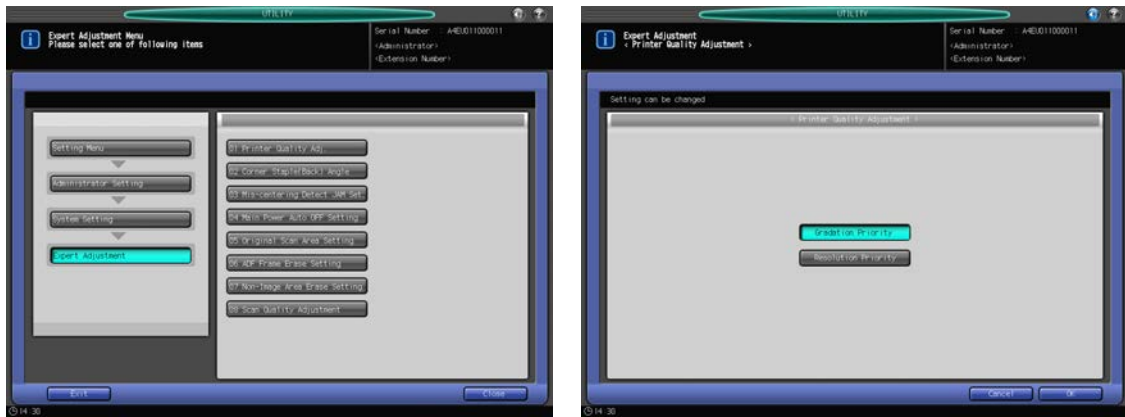 UTILITY
Expert Adjustment Menu
Please select one of following items
Serial Number : A4EU011000011
<Administrator>
<Extension Number>
Setting Menu
Administrator Setting
System Setting
Expert Adjustment
01 Printer Quality Adj.
02 Corner Staple(Back) Angle
03 Mis-centering Detect JAM Set.
04 Main Power Auto OFF Setting
05 Original Scan Area Setting
06 ADF Frame Erase Setting
07 Non-Image Area Erase Setting
08 Scan Quality Adjustment
Exit
Close
14:30
UTILITY
Expert Adjustment
< Printer Quality Adjustment >
Serial Number : A4EU011000011
<Administrator>
<Extension Number>
Setting can be changed
< Printer Quality Adjustment >
Gradation Priority
Resolution Priority
Cancel
OK
14:30